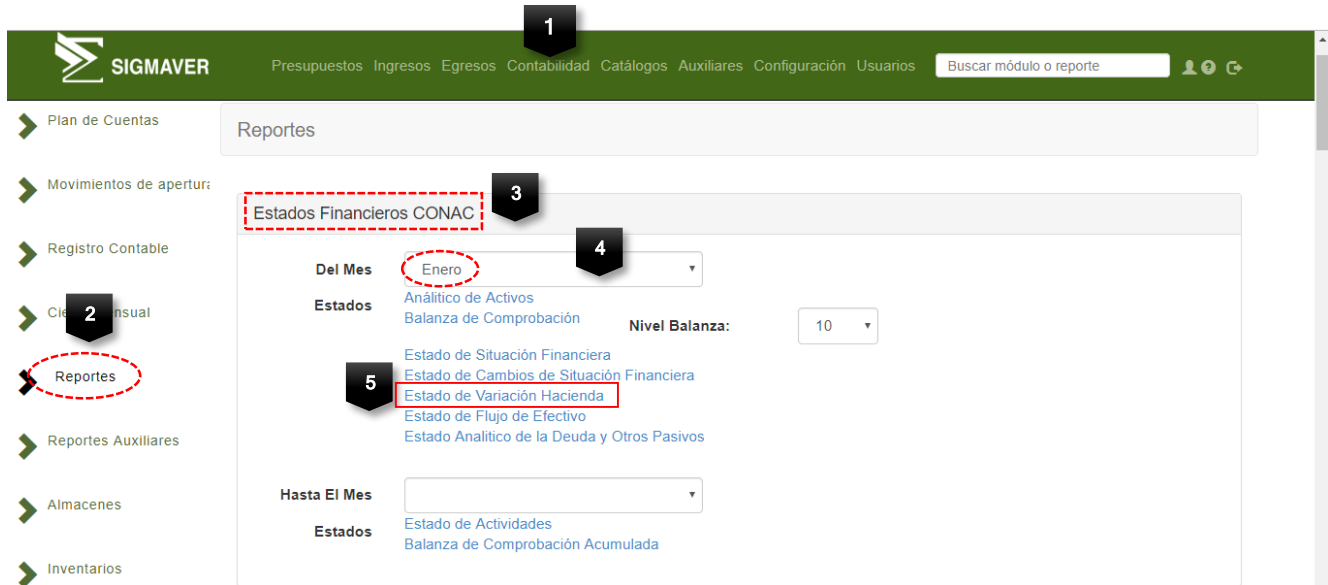 1
SIGMAVER
Presupuestos Ingresos Egresos Contabilidad Catálogos Auxiliares Configuración Usuarios Buscar módulo o reporte
Plan de Cuentas
Reportes
Movimientos de apertura
3
Estados Financieros CONAC
Registro Contable
4
Del Mes Enero
Estados Análitico de Activos
Balanza de Comprobación Nivel Balanza: 10
2
Estado de Situación Financiera
Estado de Cambios de Situación Financiera
Reportes
5
Estado de Variación Hacienda
Estado de Flujo de Efectivo
Estado Analitico de la Deuda y Otros Pasivos
Reportes Auxiliares
Hasta El Mes
Almacenes
Estados Estado de Actividades
Balanza de Comprobación Acumulada
Inventarios